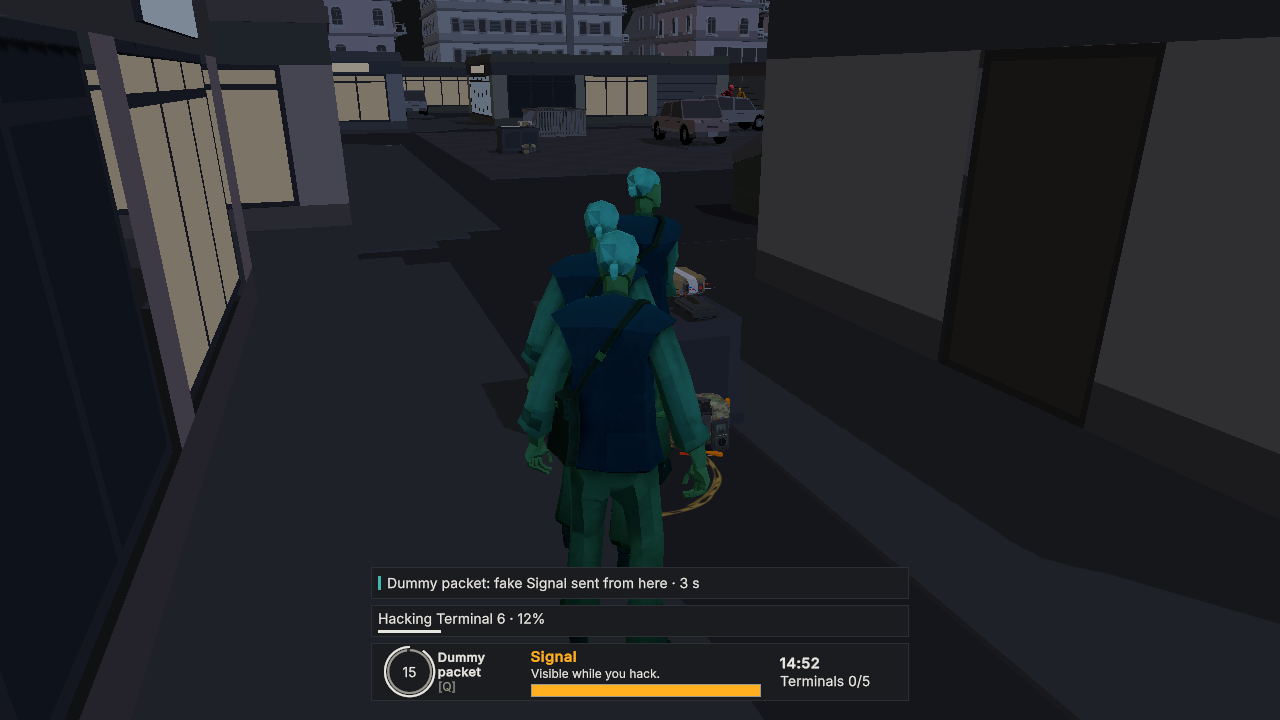 Dummy packet: fake Signal sent from here · 3 s
Hacking Terminal 6 · 12%
15
Dummy
packet
[Q]
Signal
Visible while you hack.
14:52
Terminals 0/5